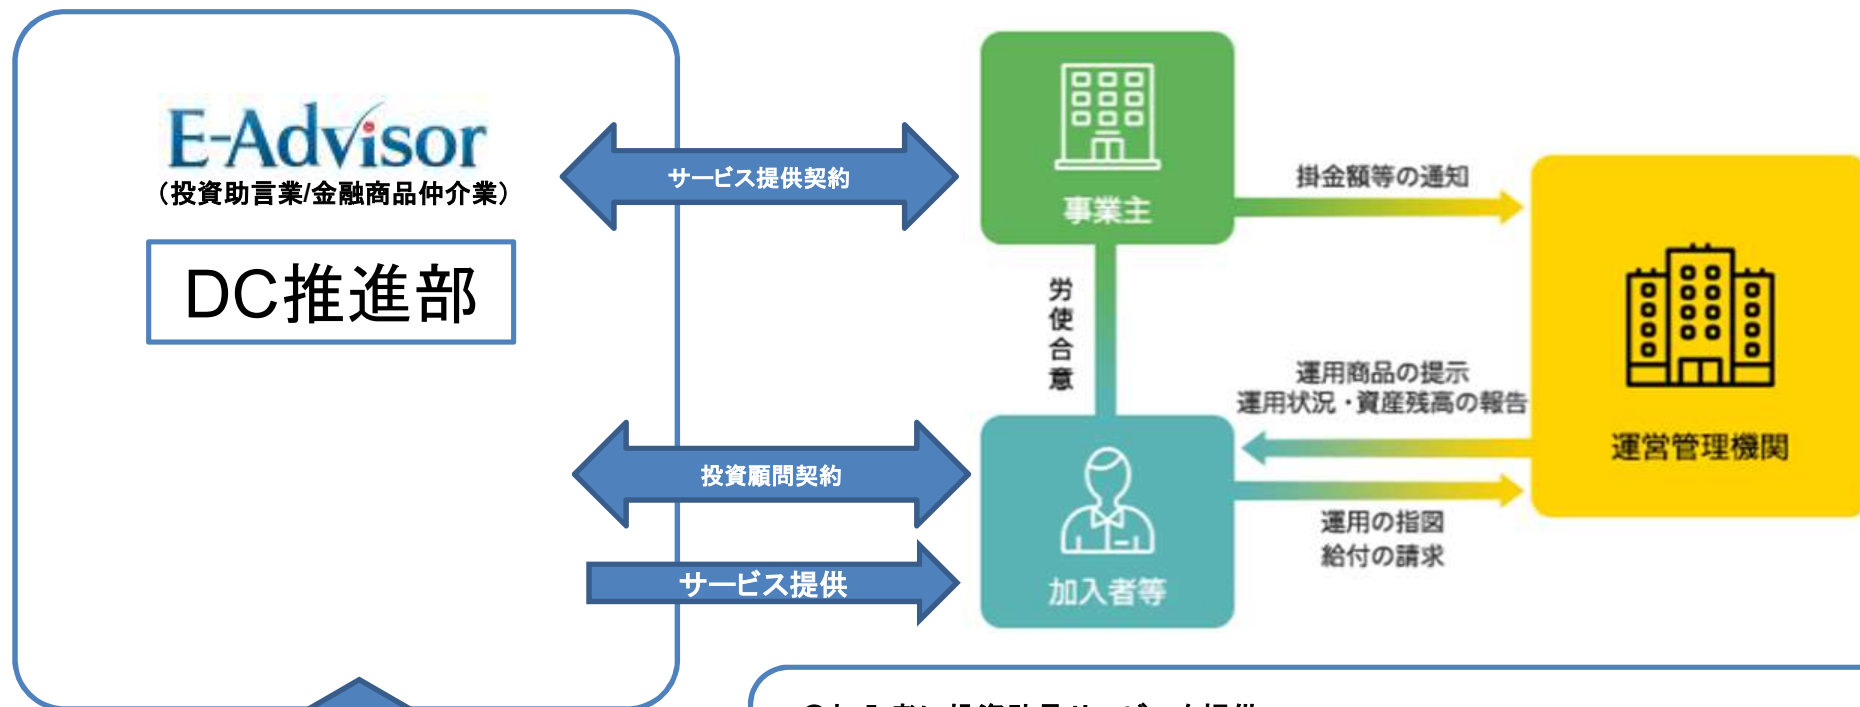 E-Advisor
（投資助言業/金融商品仲介業）
DC推進部
サービス提供契約
投資顧問契約
サービス提供
事業主
掛金額等の通知
労使合意
運用商品の提示
運用状況・資産残高の報告
運営管理機関
運用の指図
給付の請求
加入者等